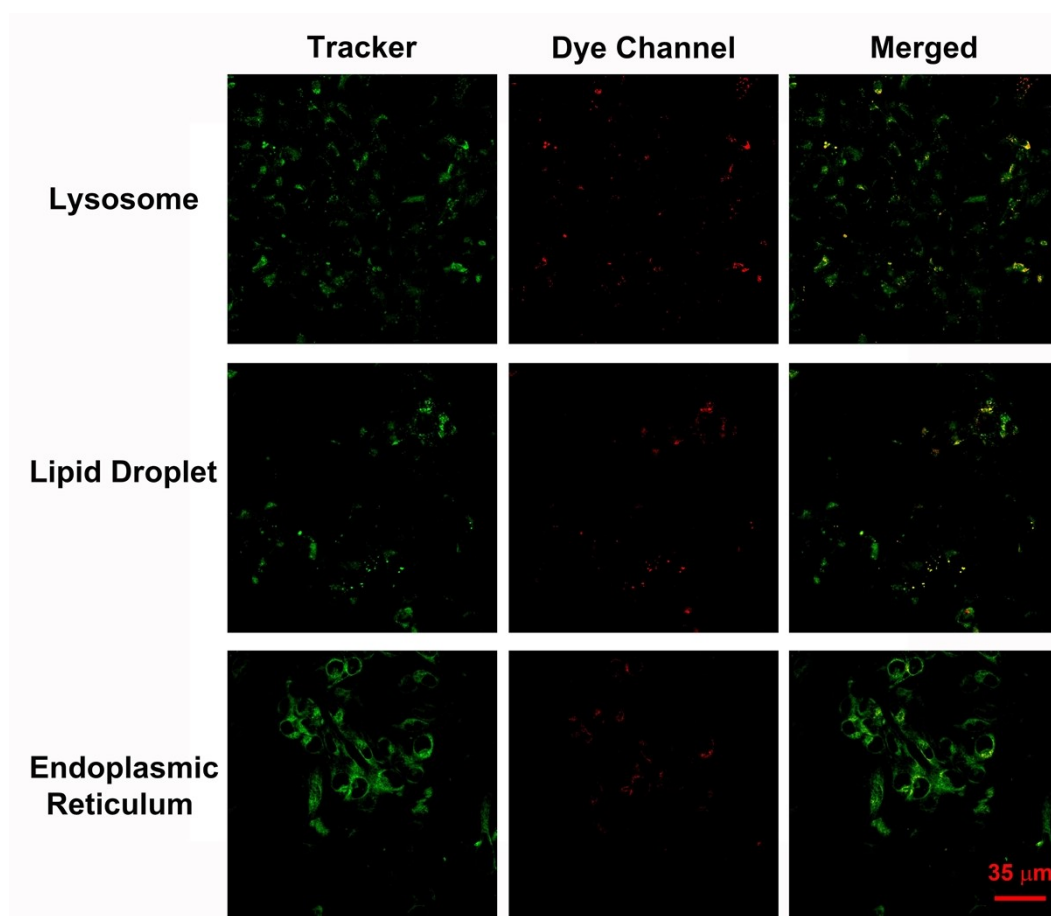 Tracker
Dye Channel
Merged
Lysosome
Lipid Droplet
Endoplasmic
Reticulum
35 μm